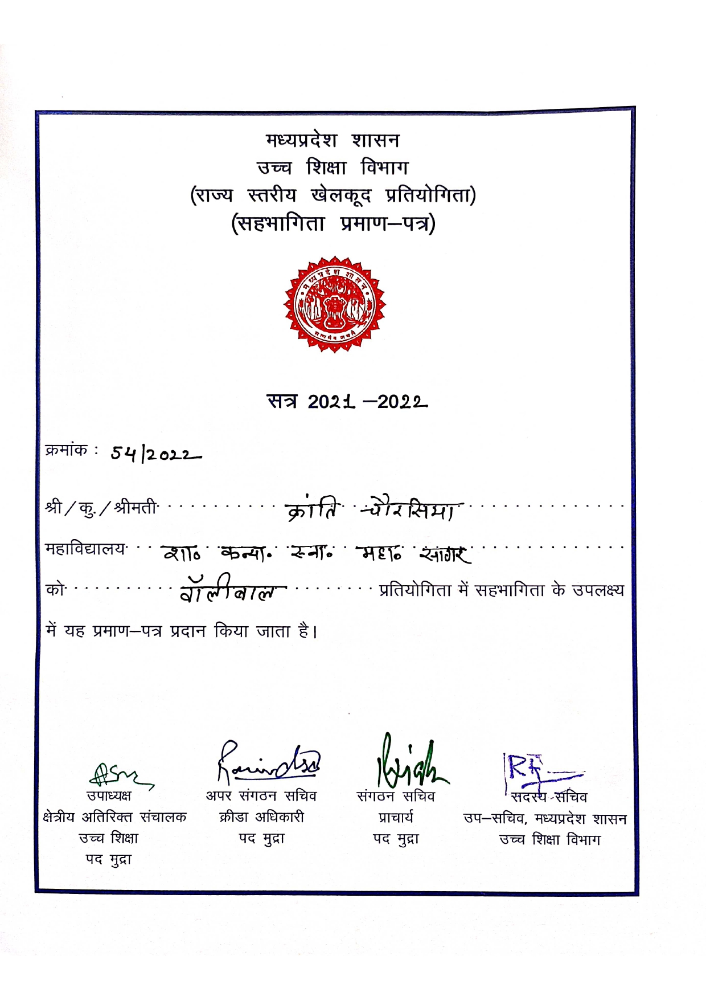 मध्यप्रदेश शासन
उच्च शिक्षा विभाग
(राज्य स्तरीय खेलकूद प्रतियोगिता)
(सहभागिता प्रमाण–पत्र)
मध्यप्रदेश शासन
सत्यमेव जयते
सत्र 2021 –2022
क्रमांक : 54/2022
श्री / कु. / श्रीमती क्रांति चौरसिया
महाविद्यालय शा० कन्या. स्ना. महा० सागर
को वॉलीबाल प्रतियोगिता में सहभागिता के उपलक्ष्य
में यह प्रमाण–पत्र प्रदान किया जाता है।
उपाध्यक्ष अपर संगठन सचिव संगठन सचिव सदस्य सचिव
क्षेत्रीय अतिरिक्त संचालक क्रीडा अधिकारी प्राचार्य उप–सचिव, मध्यप्रदेश शासन
उच्च शिक्षा पद मुद्रा पद मुद्रा उच्च शिक्षा विभाग
पद मुद्रा